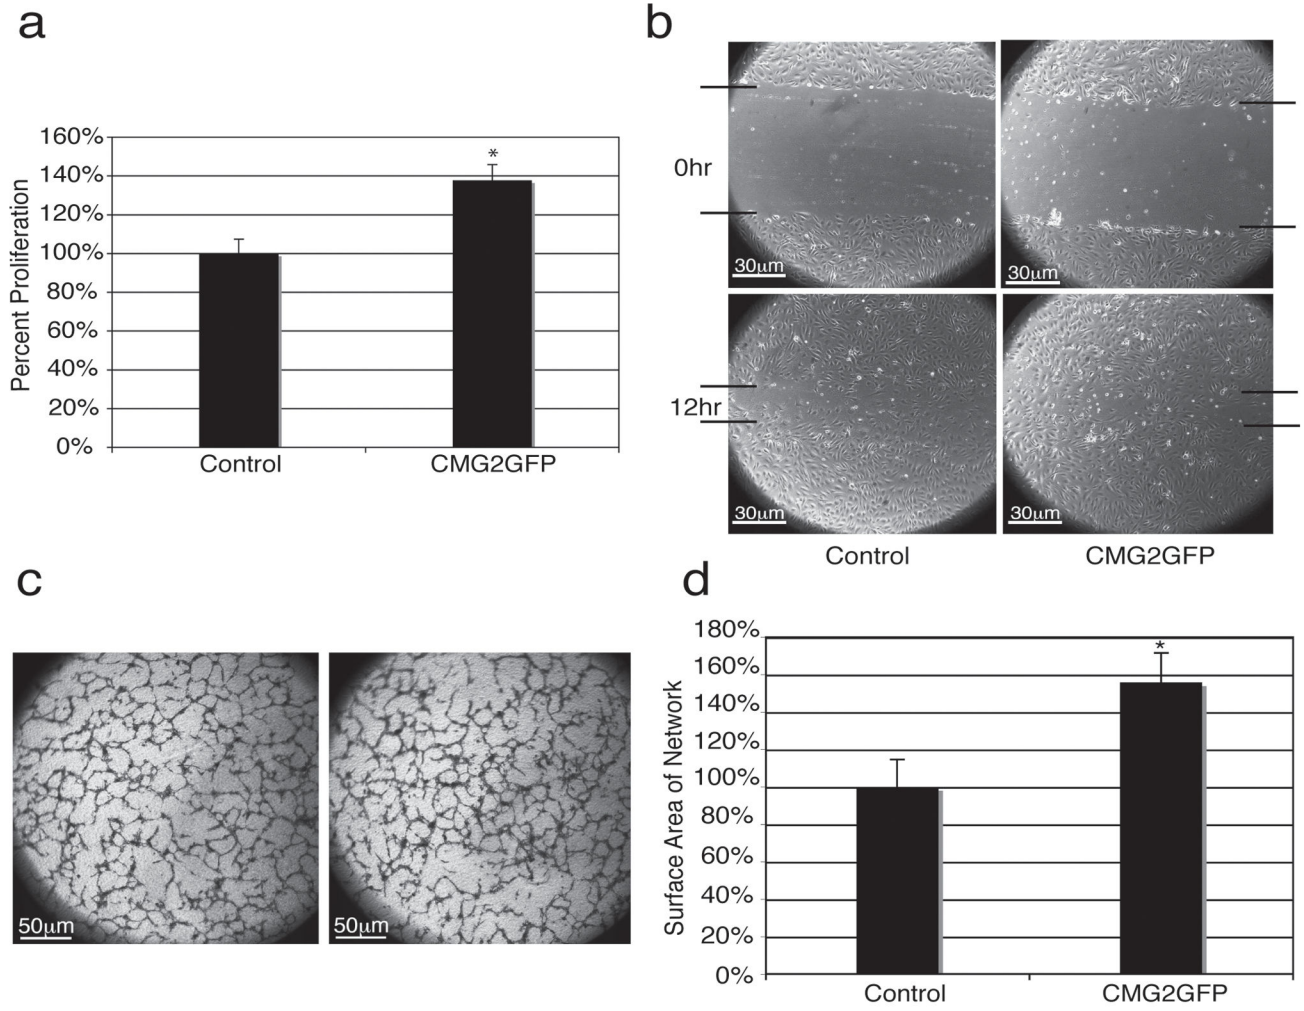 a
160%
140%
120%
100%
80%
60%
40%
20%
0%
Percent Proliferation
*
Control
CMG2GFP
b
0hr
30μm
30μm
12hr
30μm
30μm
Control
CMG2GFP
c
50μm
50μm
d
180%
160%
140%
120%
100%
80%
60%
40%
20%
0%
Surface Area of Network
*
Control
CMG2GFP